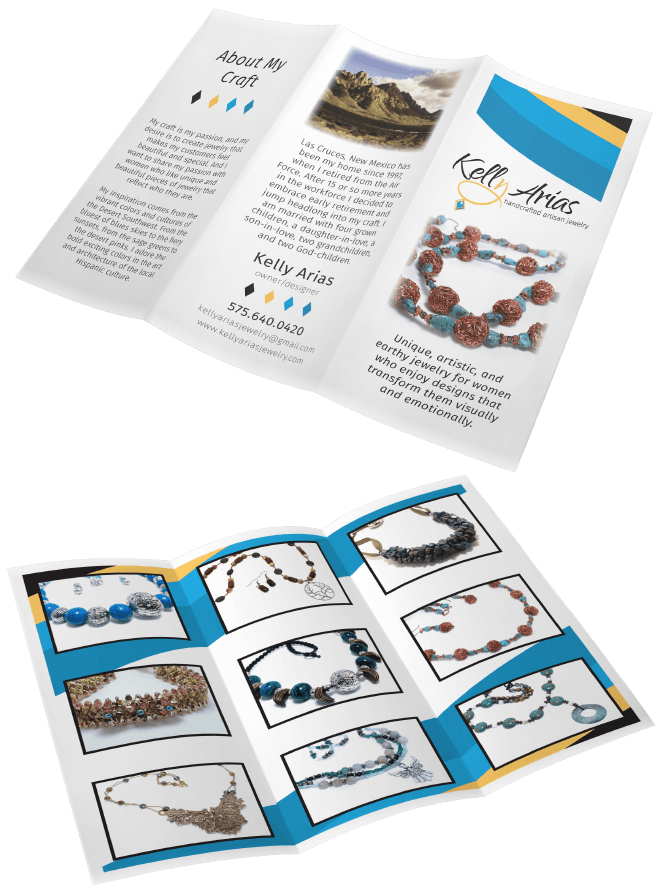 About My
Craft
My craft is my passion, and my
desire is to create jewelry that
makes my customers feel
beautiful and special. And I
want to share my passion with
women who like unique and
beautiful pieces of jewelry that
reflect who they are.
My inspiration comes from the
vibrant colors and cultures of
the Desert Southwest. From the
bluest of blues skies to the fiery
sunsets, from the sage greens to
the desert pinks. I adore the
bold exciting colors in the art
and architecture of the local
Hispanic culture.
Las Cruces, New Mexico has
been my home since 1997,
when I retired from the Air
Force. After 15 or so more years
in the workforce I decided to
embrace early retirement and
jump headlong into my craft. I
am married with four grown
children, a daughter-in-love, a
son-in-love, two grandchildren,
and two God-children.
Kelly Arias
owner/designer
575.640.0420
kellyariasjewelry@gmail.com
www.kellyariasjewelry.com
Kelly Arias
handcrafted artisan jewelry
Unique, artistic, and
earthy jewelry for women
who enjoy designs that
transform them visually
and emotionally.